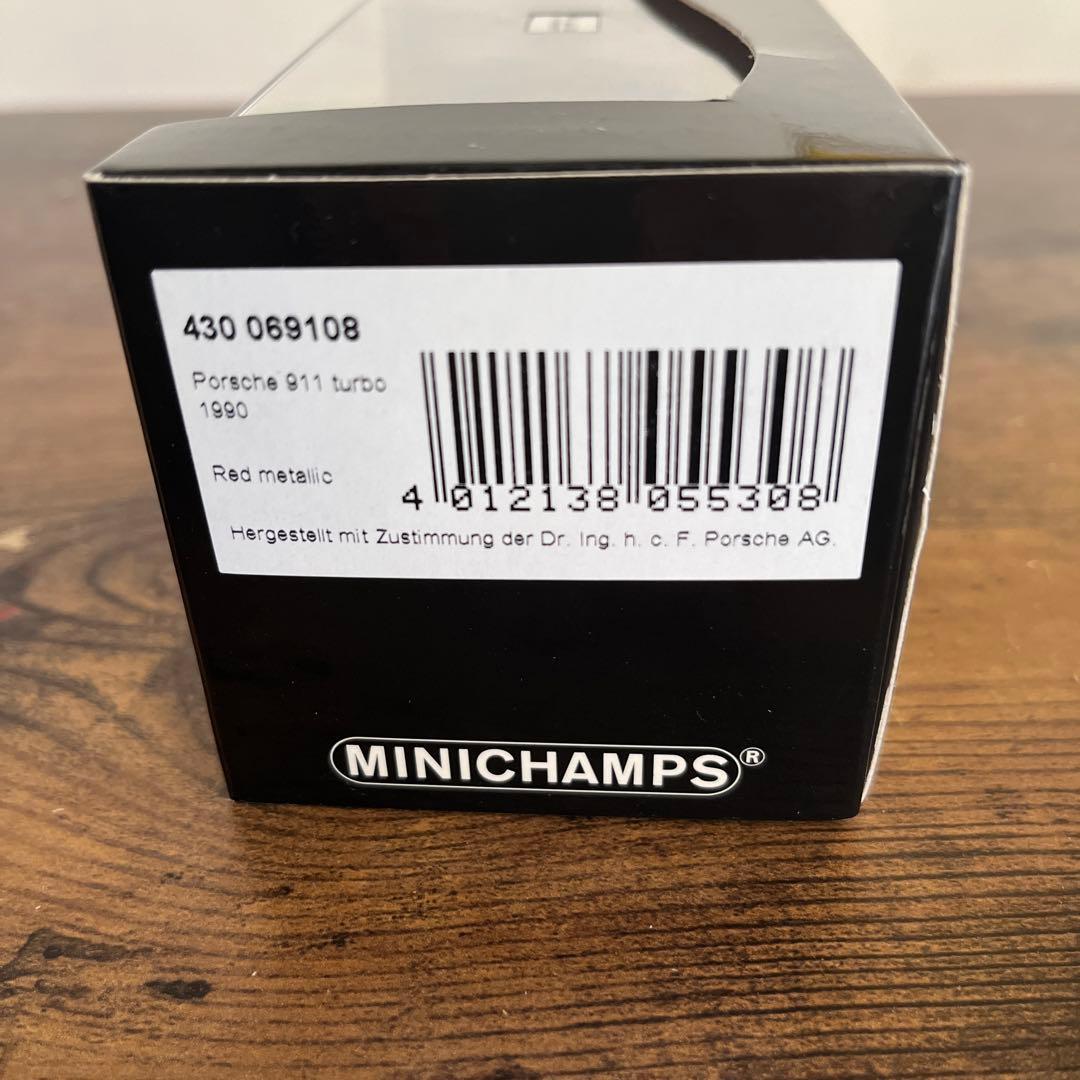 430 069108
Porsche 911 turbo
1990
Red metallic
4 012138 055308
Hergestellt mit Zustimmung der Dr. Ing. h. c. F. Porsche AG.
MINICHAMPS®